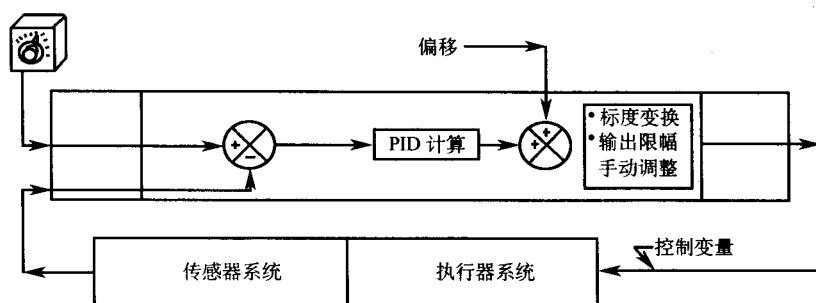 偏移
+
−
PID 计算
+
+
• 标度变换
• 输出限幅
手动调整
传感器系统
执行器系统
控制变量